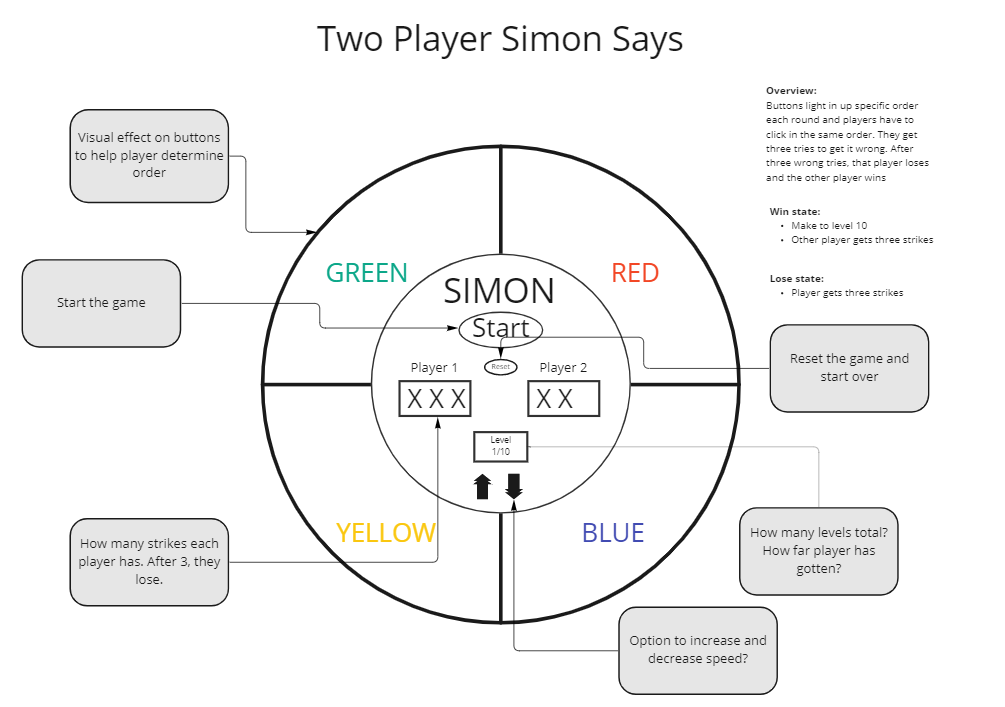 Two Player Simon Says
Overview:
Buttons light in up specific order
each round and players have to
click in the same order. They get
three tries to get it wrong. After
three wrong tries, that player loses
and the other player wins
Visual effect on buttons
to help player determine
order
Win state:
• Make to level 10
• Other player gets three strikes
Lose state:
• Player gets three strikes
GREEN
RED
SIMON
Start the game
Start
Reset the game and
start over
Player 1
Reset
Player 2
X X X
X X
Level
1/10
YELLOW
BLUE
How many strikes each
player has. After 3, they
lose.
How many levels total?
How far player has
gotten?
Option to increase and
decrease speed?